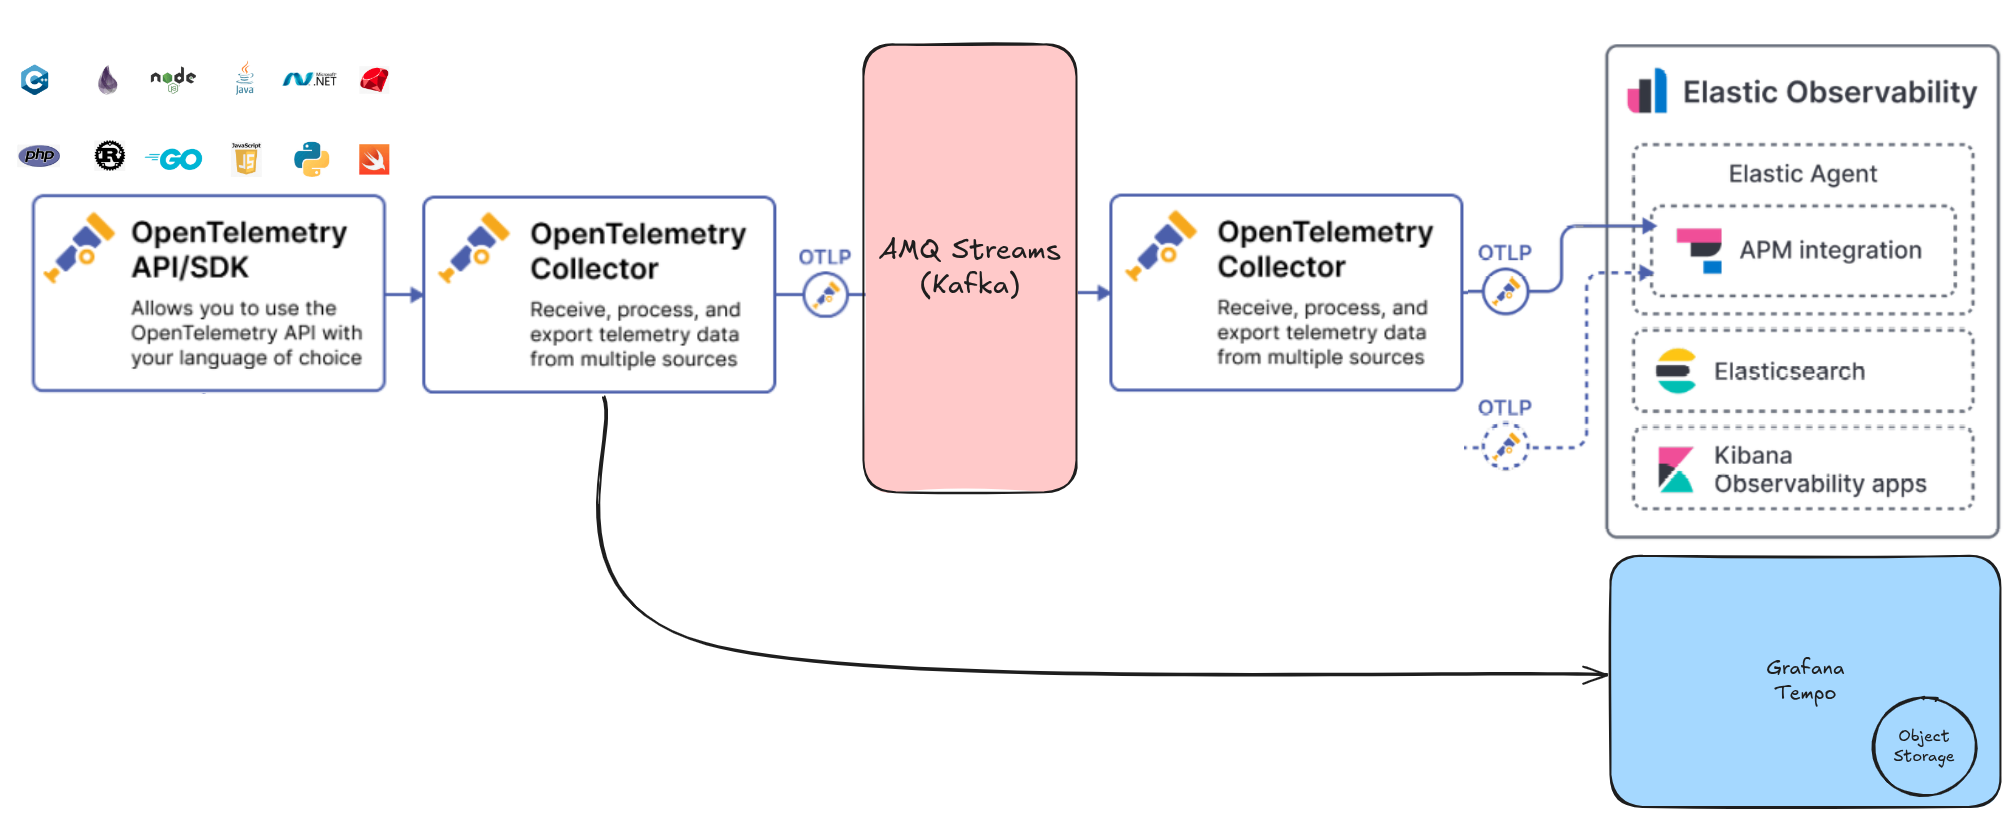 node
JS
Java
Microsoft
.NET
php
R
GO
JavaScript
JS
OpenTelemetry
API/SDK
Allows you to use the
OpenTelemetry API with
your language of choice
OpenTelemetry
Collector
Receive, process, and
export telemetry data
from multiple sources
OTLP
AMQ Streams
(Kafka)
OpenTelemetry
Collector
Receive, process, and
export telemetry data
from multiple sources
OTLP
OTLP
Elastic Observability
Elastic Agent
APM integration
Elasticsearch
Kibana
Observability apps
Grafana
Tempo
Object
Storage